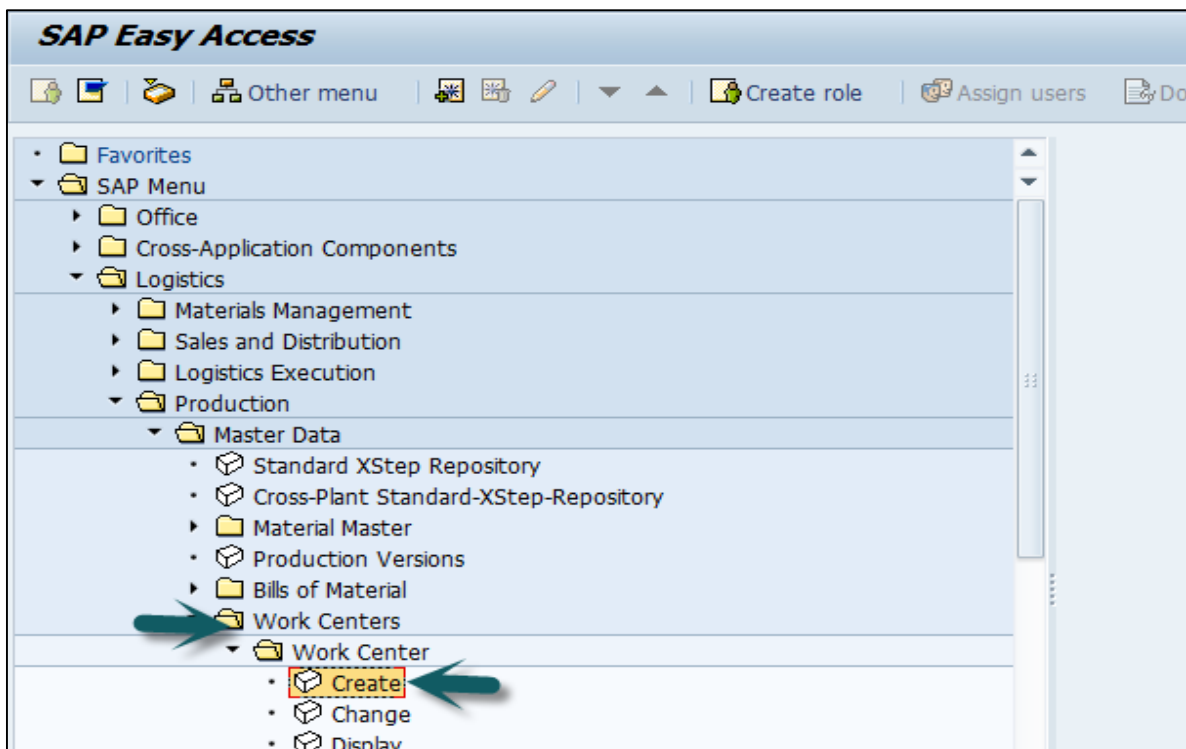 SAP Easy Access
Other menu Create role Assign users Do
Favorites
SAP Menu
Office
Cross-Application Components
Logistics
Materials Management
Sales and Distribution
Logistics Execution
Production
Master Data
Standard XStep Repository
Cross-Plant Standard-XStep-Repository
Material Master
Production Versions
Bills of Material
Work Centers
Work Center
Create
Change
Display